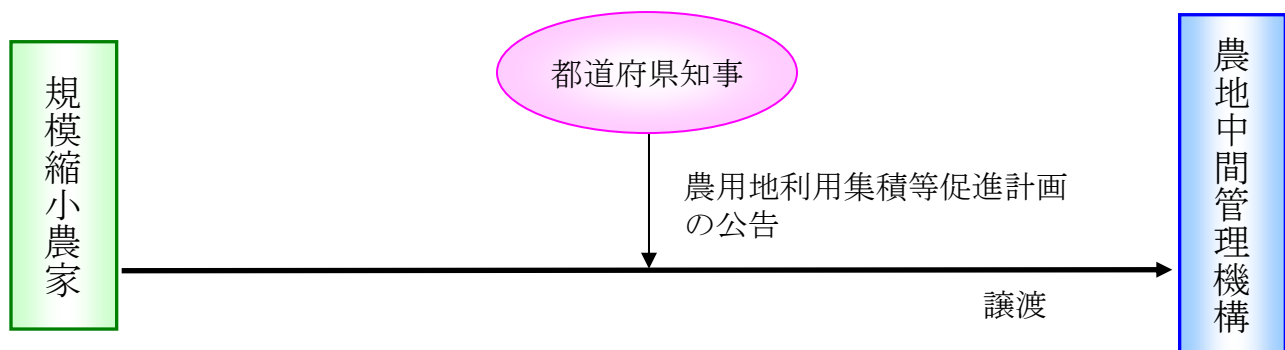 規模縮小農家
都道府県知事
農用地利用集積等促進計画
の公告
譲渡
農地中間管理機構